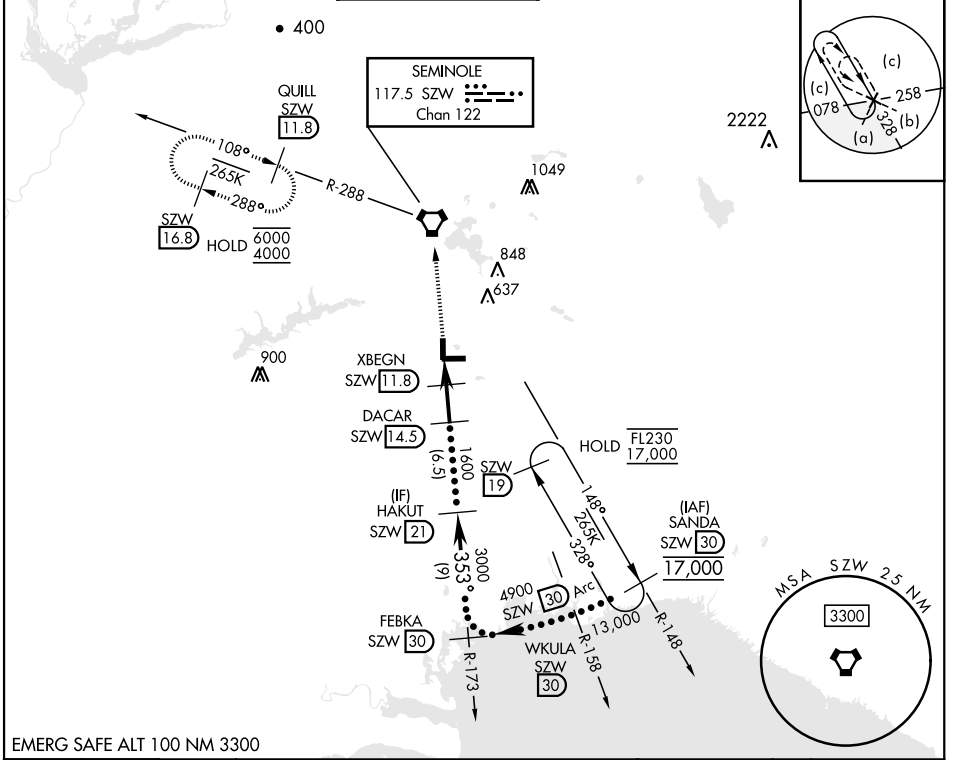 400
QUILL
SZW
11.8
SEMINOLE
117.5 SZW
Chan 122
(c)
(c)
258
078
(b)
328
(a)
2222
108°
265K
288°
R-288
1049
SZW
16.8
HOLD 6000
4000
848
637
900
XBEGN
SZW 11.8
DACAR
SZW 14.5
1600
(6.5)
HOLD FL230
17,000
SZW
19
148°
265K
328°
(IF)
HAKUT
SZW 21
(IAF)
SANDA
SZW 30
17,000
3000
353°
(9)
4900
SZW 30 Arc
13,000
FEBKA
SZW 30
WKULA
SZW
30
R-173
R-158
R-148
MSA SZW 25 NM
3300
EMERG SAFE ALT 100 NM 3300